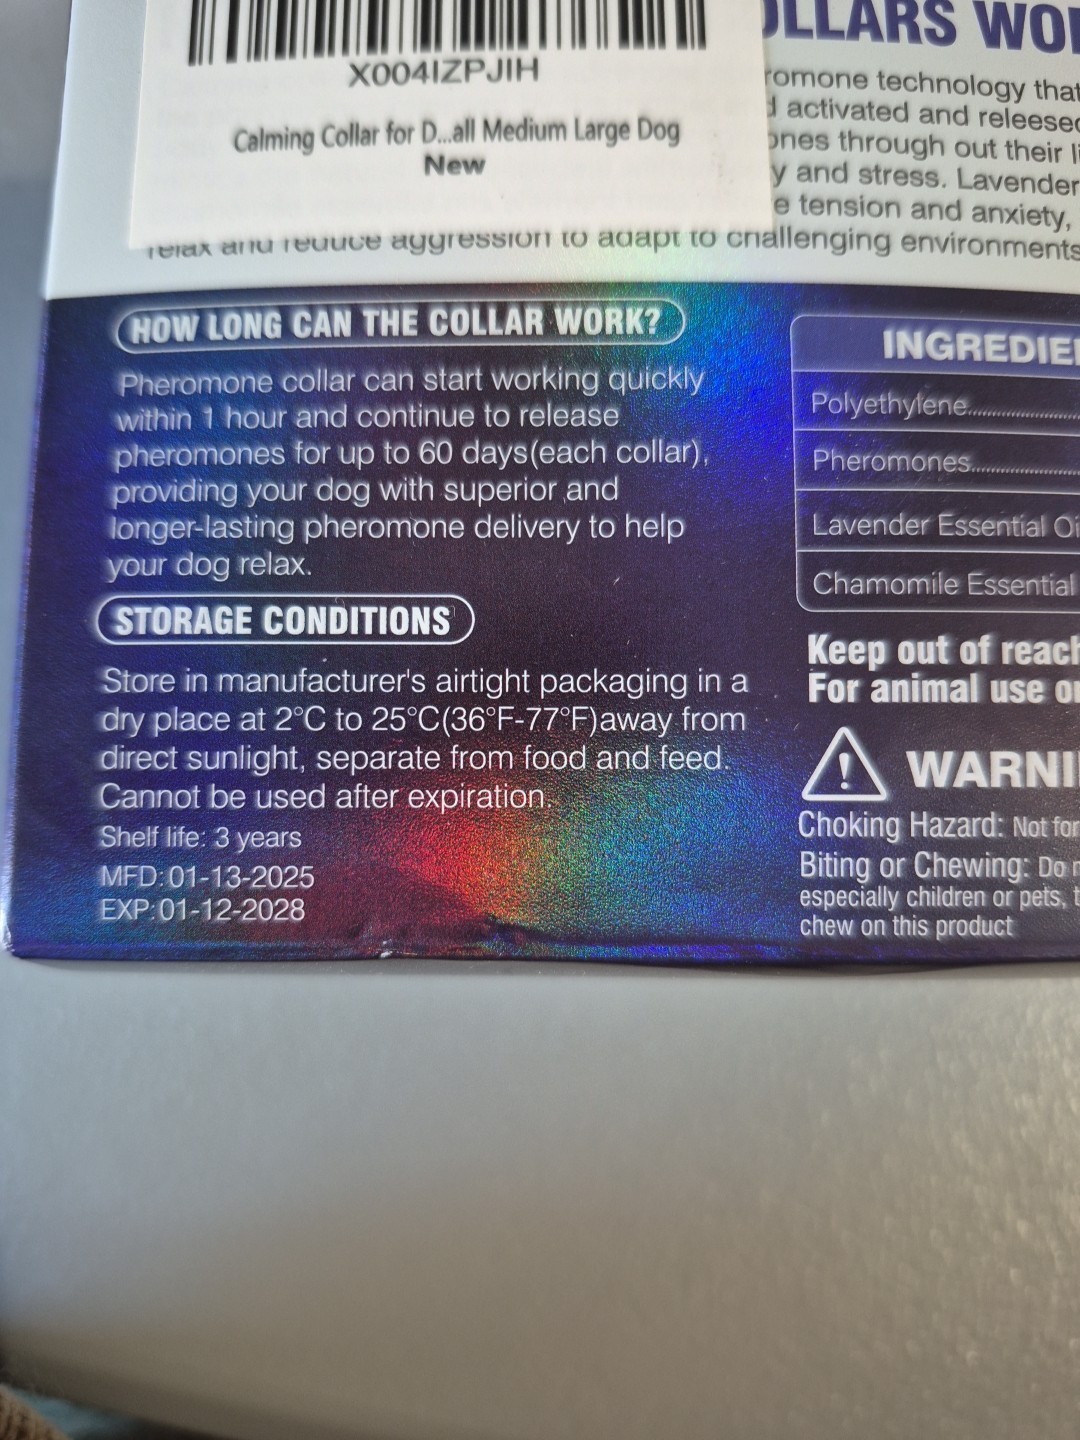 X004IZPJIH
Calming Collar for D...all Medium Large Dog
New
OLLARS WO
romone technology that
activated and releesed
ones through out their
y and stress. Lavender
e tension and anxiety,
relax and reduce aggression to adapt to challenging environments
HOW LONG CAN THE COLLAR WORK?
Pheromone collar can start working quickly
within 1 hour and continue to release
pheromones for up to 60 days(each collar),
providing your dog with superior and
longer-lasting pheromone delivery to help
your dog relax.
STORAGE CONDITIONS
Store in manufacturer's airtight packaging in a
dry place at 2°C to 25°C(36°F-77°F)away from
direct sunlight, separate from food and feed.
Cannot be used after expiration.
Shelf life: 3 years
MFD:01-13-2025
EXP:01-12-2028
INGREDIE
Polyethylene
Pheromones
Lavender Essential Oi
Chamomile Essential
Keep out of reach
For animal use o
WARNI
Choking Hazard: Not for
Biting or Chewing: Do
especially children or pets,
chew on this product